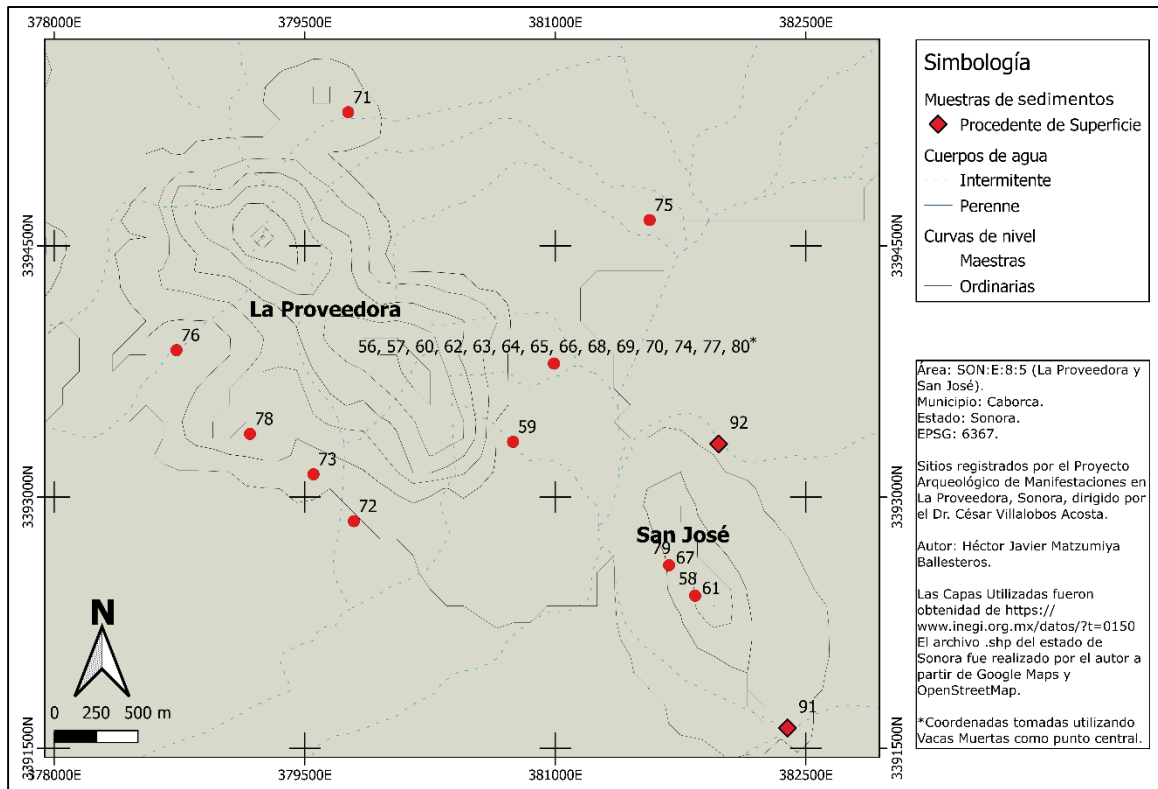 378000E 379500E 381000E 382500E
3394500N 3394500N
3393000N 3393000N
3391500N 3391500N
71
75
La Proveedora
76
56, 57, 60, 62, 63, 64, 65, 66, 68, 69, 70, 74, 77, 80*
78
59
92
73
72
San José
79 67
58 61
91
N
0 250 500 m
378000E 379500E 381000E 382500E
Simbología
Muestras de sedimentos
Procedente de Superficie
Cuerpos de agua
Intermitente
Perenne
Curvas de nivel
Maestras
Ordinarias
Área: SON:E:8:5 (La Proveedora y
San José).
Municipio: Caborca.
Estado: Sonora.
EPSG: 6367.
Sitios registrados por el Proyecto
Arqueológico de Manifestaciones en
La Proveedora, Sonora, dirigido por
el Dr. César Villalobos Acosta.
Autor: Héctor Javier Matzumiya
Ballesteros.
Las Capas Utilizadas fueron
obtenidad de https://
www.inegi.org.mx/datos/?t=0150
El archivo .shp del estado de
Sonora fue realizado por el autor a
partir de Google Maps y
OpenStreetMap.
*Coordenadas tomadas utilizando
Vacas Muertas como punto central.